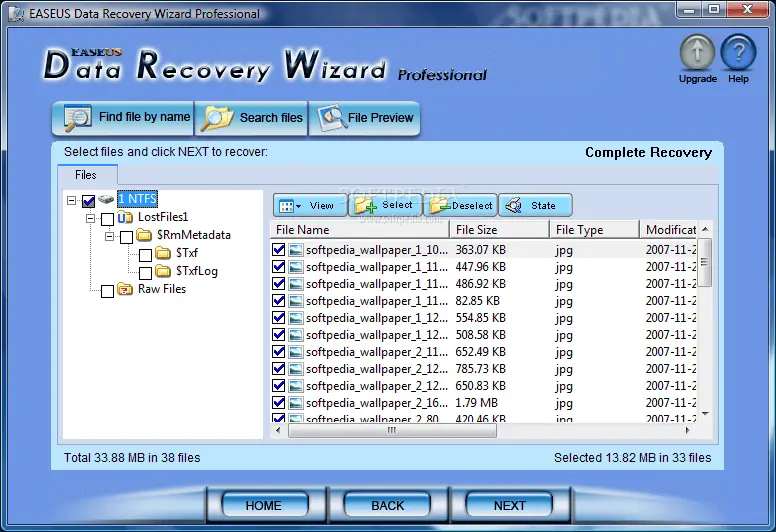 EASEUS Data Recovery Wizard Professional
SOFTPEDIA
EASEUS
Data Recovery Wizard Professional
Upgrade Help
Find file by name Search files File Preview
Select files and click NEXT to recover: Complete Recovery
Files
1 NTFS
LostFiles1
$RmMetadata
$Txf
$TxfLog
Raw Files
View Select Deselect State
SOFTPEDIA
www.softpedia.com
File Name File Size File Type Modificat
softpedia_wallpaper_1_10... 363.07 KB jpg 2007-11-2
softpedia_wallpaper_1_11... 447.96 KB jpg 2007-11-2
softpedia_wallpaper_1_11... 486.92 KB jpg 2007-11-2
softpedia_wallpaper_1_11... 82.85 KB jpg 2007-11-2
softpedia_wallpaper_1_12... 554.85 KB jpg 2007-11-2
softpedia_wallpaper_1_12... 508.58 KB jpg 2007-11-2
softpedia_wallpaper_2_11... 652.49 KB jpg 2007-11-2
softpedia_wallpaper_2_12... 785.73 KB jpg 2007-11-2
softpedia_wallpaper_2_12... 650.83 KB jpg 2007-11-2
softpedia_wallpaper_2_16... 1.79 MB jpg 2007-11-2
softpedia_wallpaper_2_80... 420.46 KB jpg 2007-11-2
Total 33.88 MB in 38 files Selected 13.82 MB in 33 files
HOME BACK NEXT